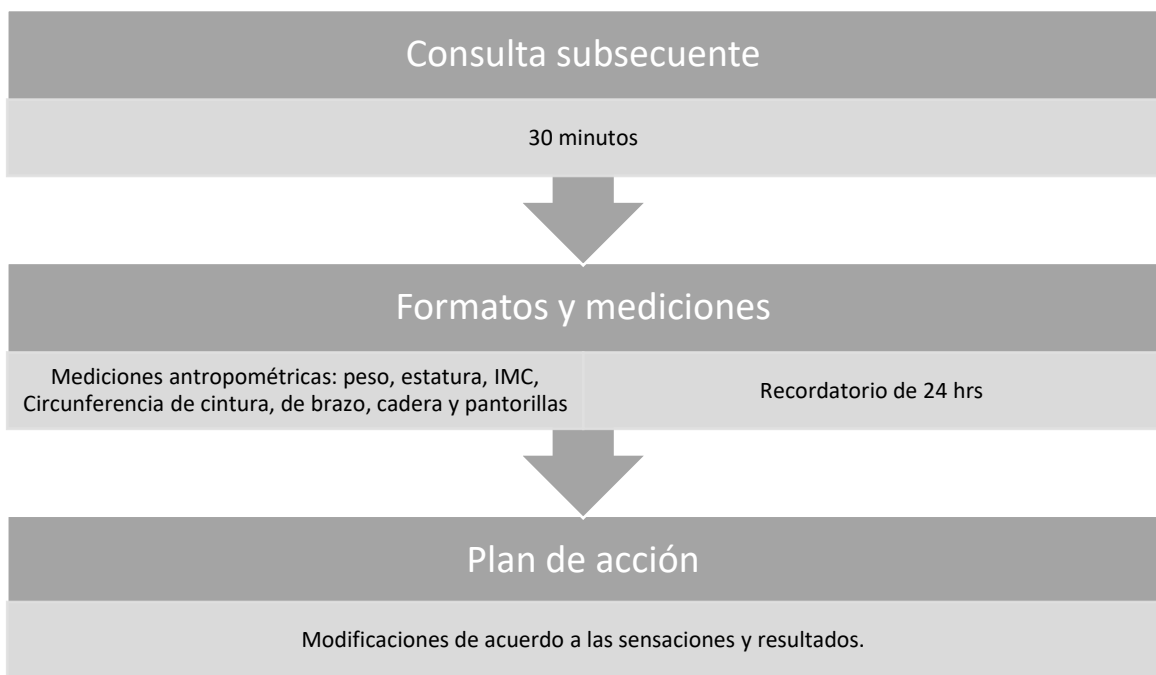 Consulta subsecuente
30 minutos
Formatos y mediciones
Mediciones antropométricas: peso, estatura, IMC,
Circunferencia de cintura, de brazo, cadera y pantorillas
Recordatorio de 24 hrs
Plan de acción
Modificaciones de acuerdo a las sensaciones y resultados.